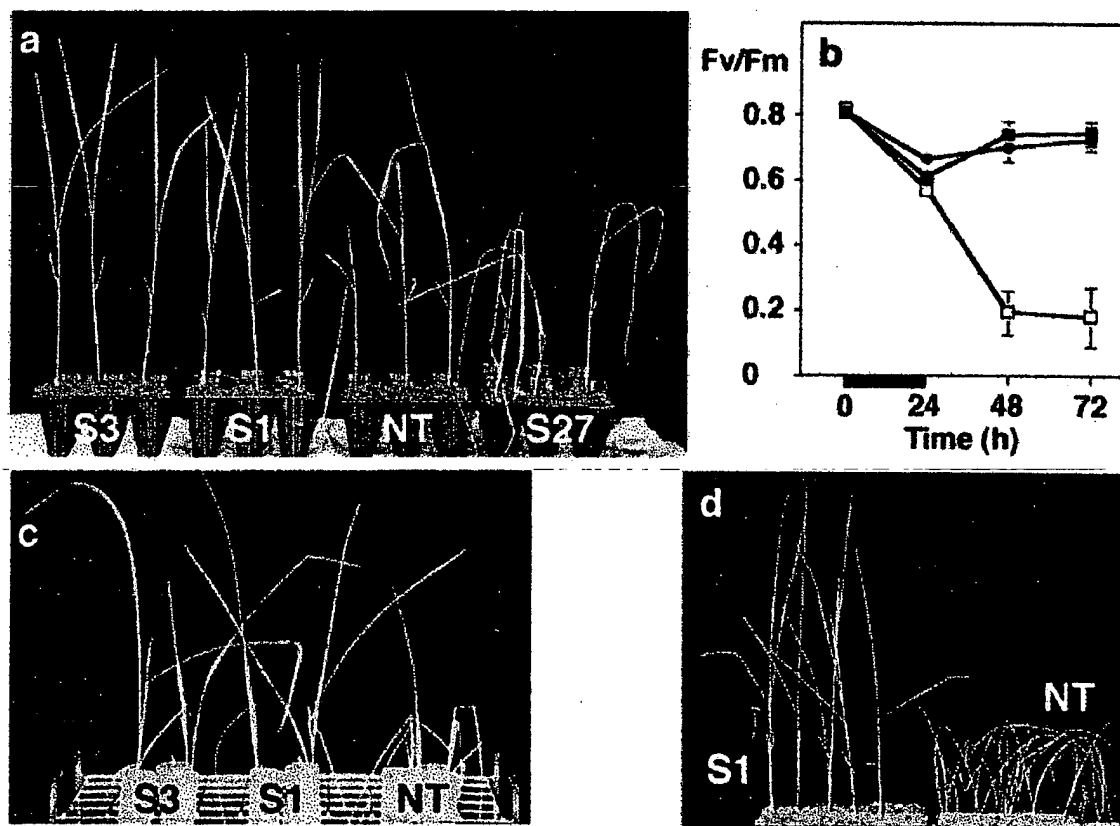 a
S3 S1 NT S27
Fv/Fm b
0.8
0.6
0.4
0.2
0
0 24 48 72
Time (h)
c
S3 S1 NT
d
S1
NT